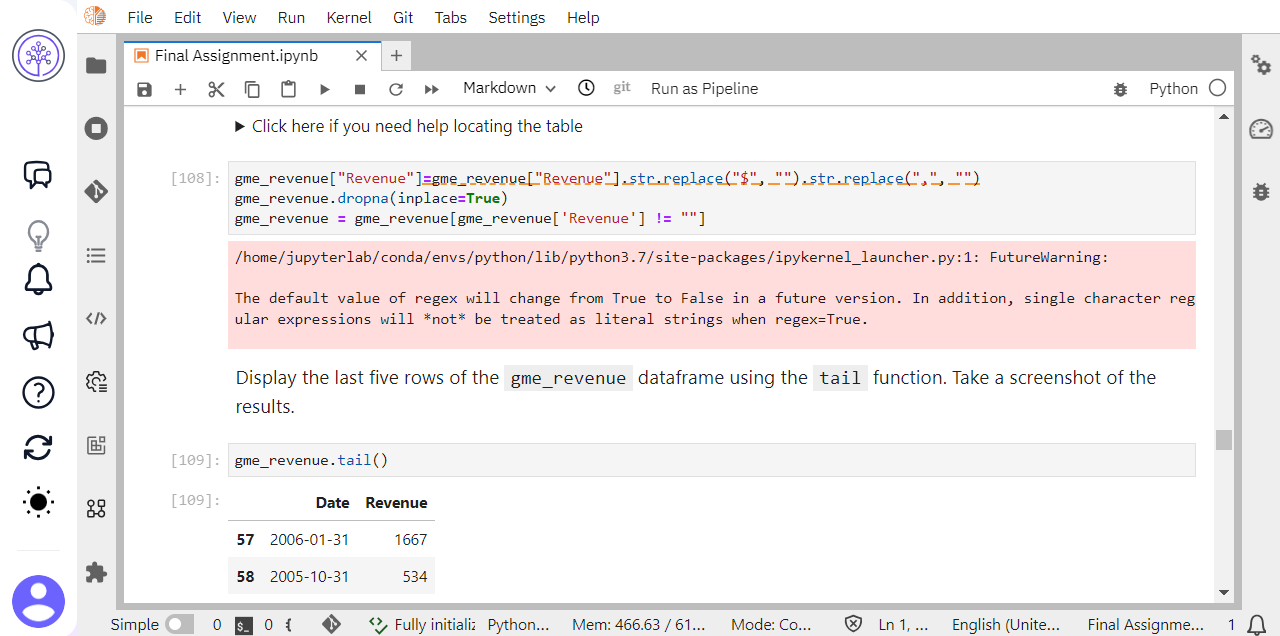 File Edit View Run Kernel Git Tabs Settings Help
Final Assignment.ipynb
Markdown git Run as Pipeline Python
Click here if you need help locating the table
[108]: gme_revenue["Revenue"]=gme_revenue["Revenue"].str.replace("$", "").str.replace(",", "")
gme_revenue.dropna(inplace=True)
gme_revenue = gme_revenue[gme_revenue['Revenue'] != ""]
/home/jupyterlab/conda/envs/python/lib/python3.7/site-packages/ipykernel_launcher.py:1: FutureWarning:
The default value of regex will change from True to False in a future version. In addition, single character reg
ular expressions will *not* be treated as literal strings when regex=True.
Display the last five rows of the gme_revenue dataframe using the tail function. Take a screenshot of the
results.
[109]: gme_revenue.tail()
[109]: Date Revenue
57 2006-01-31 1667
58 2005-10-31 534
Simple 0 $_ 0 { Fully initializ Python... Mem: 466.63 / 61... Mode: Co... Ln 1, ... English (Unite... Final Assignme... 1